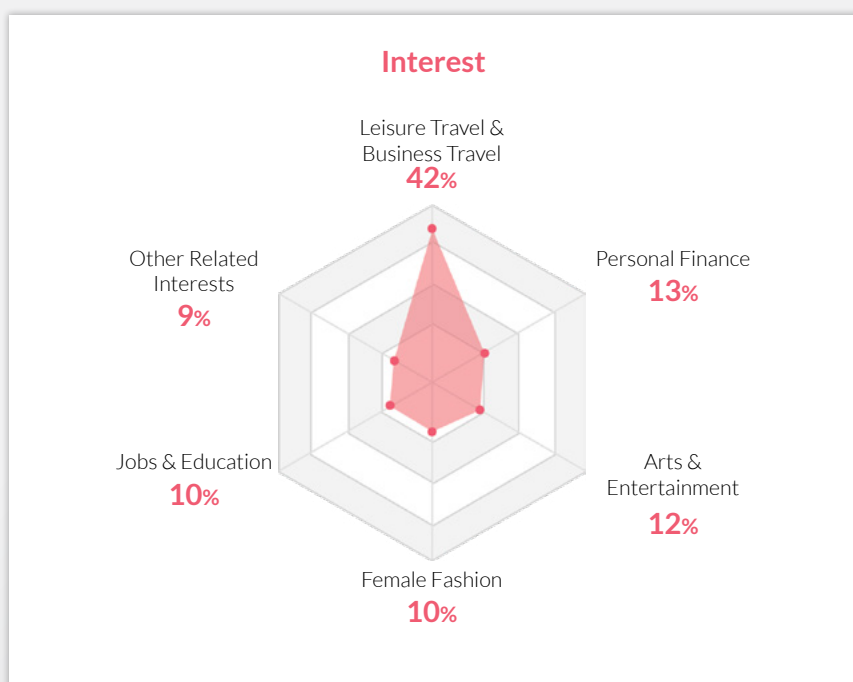 Interest
Leisure Travel &
Business Travel
42%
Personal Finance
13%
Arts &
Entertainment
12%
Female Fashion
10%
Jobs & Education
10%
Other Related
Interests
9%